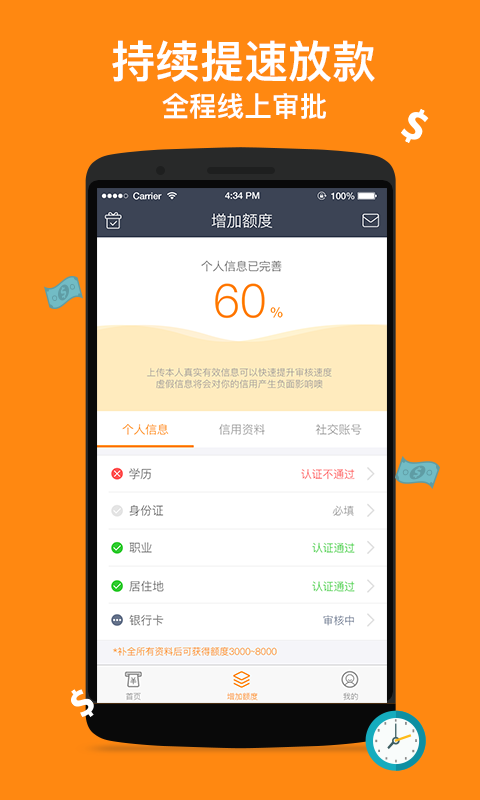 持续提速放款
全程线上审批
Carrier 4:34 PM 100%
增加额度
个人信息已完善
60 %
上传本人真实有效信息可以快速提升审核速度
虚假信息将会对你的信用产生负面影响噢
个人信息 信用资料 社交账号
学历 认证不通过
身份证 必填
职业 认证通过
居住地 认证通过
银行卡 审核中
*补全所有资料后可获得额度3000-8000
首页 增加额度 我的